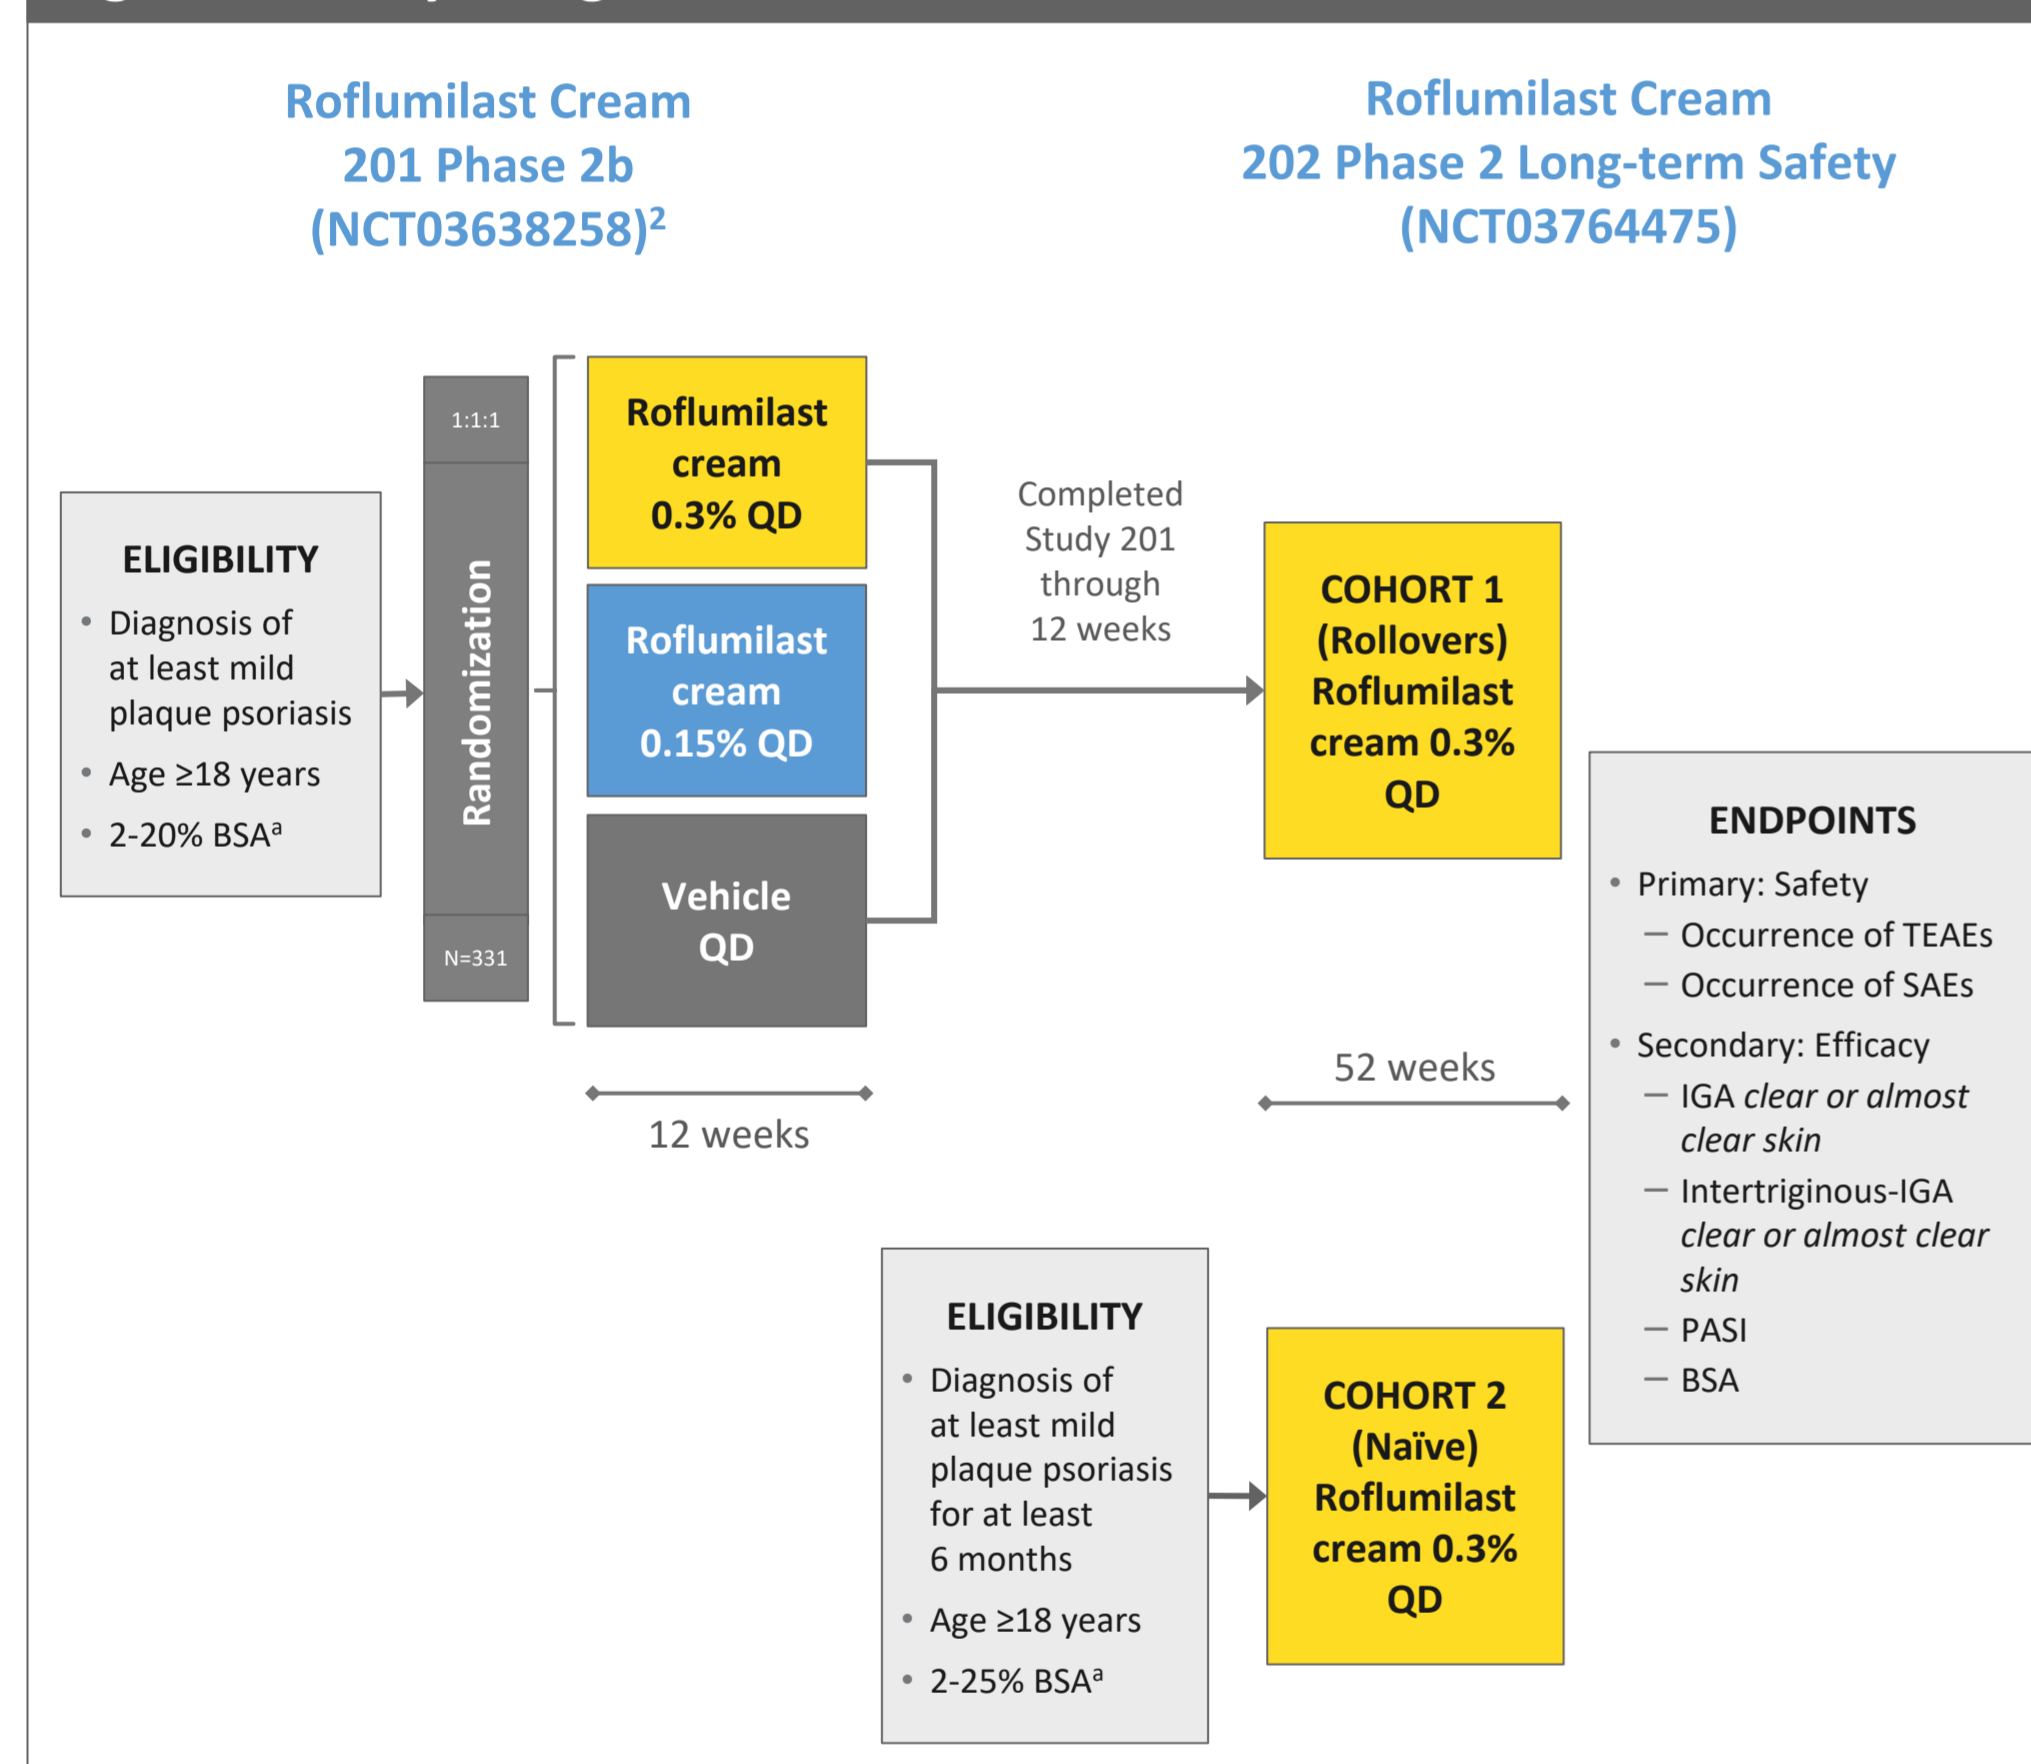 Roflumilast Cream
201 Phase 2b
(NCT03638258)²
Roflumilast Cream
202 Phase 2 Long-term Safety
(NCT03764475)
ELIGIBILITY
• Diagnosis of
at least mild
plaque psoriasis
• Age ≥18 years
• 2-20% BSAᵃ
1:1:1
Randomization
N=331
Roflumilast
cream
0.3% QD
Roflumilast
cream
0.15% QD
Vehicle
QD
12 weeks
Completed
Study 201
through
12 weeks
COHORT 1
(Rollovers)
Roflumilast
cream 0.3%
QD
52 weeks
ELIGIBILITY
• Diagnosis of
at least mild
plaque psoriasis
for at least
6 months
• Age ≥18 years
• 2-25% BSAᵃ
COHORT 2
(Naïve)
Roflumilast
cream 0.3%
QD
ENDPOINTS
• Primary: Safety
— Occurrence of TEAEs
— Occurrence of SAEs
• Secondary: Efficacy
— IGA clear or almost
clear skin
— Intertriginous-IGA
clear or almost clear
skin
— PASI
— BSA